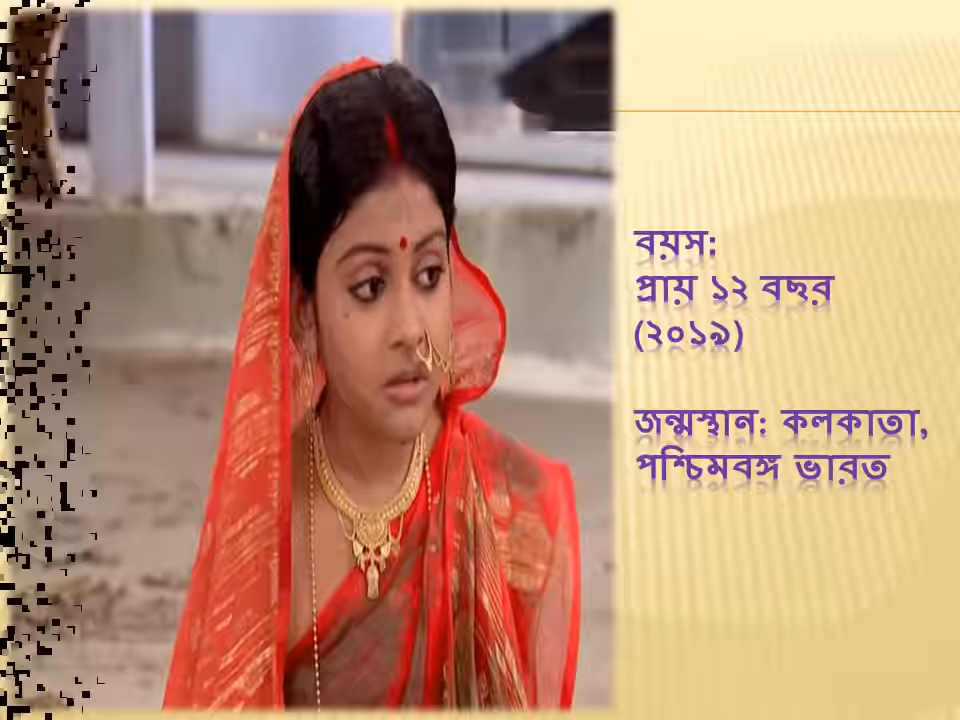 বয়স:
প্রায় ১২ বছর
(২০১৯)
জন্মস্থান: কলকাতা,
পশ্চিমবঙ্গ ভারত